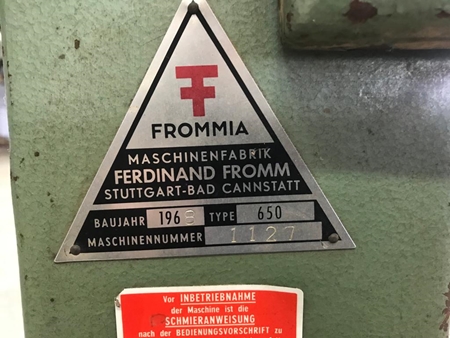 FROMMIA
MASCHINENFABRIK
FERDINAND FROMM
STUTTGART-BAD CANNSTATT
BAUJAHR TYPE 650
MASCHINENNUMMER 1127
Vor INBETRIEBNAHME
der Maschine ist die
SCHMIERANWEISUNG
nach der BEDIENUNGSVORSCHRIFT zu